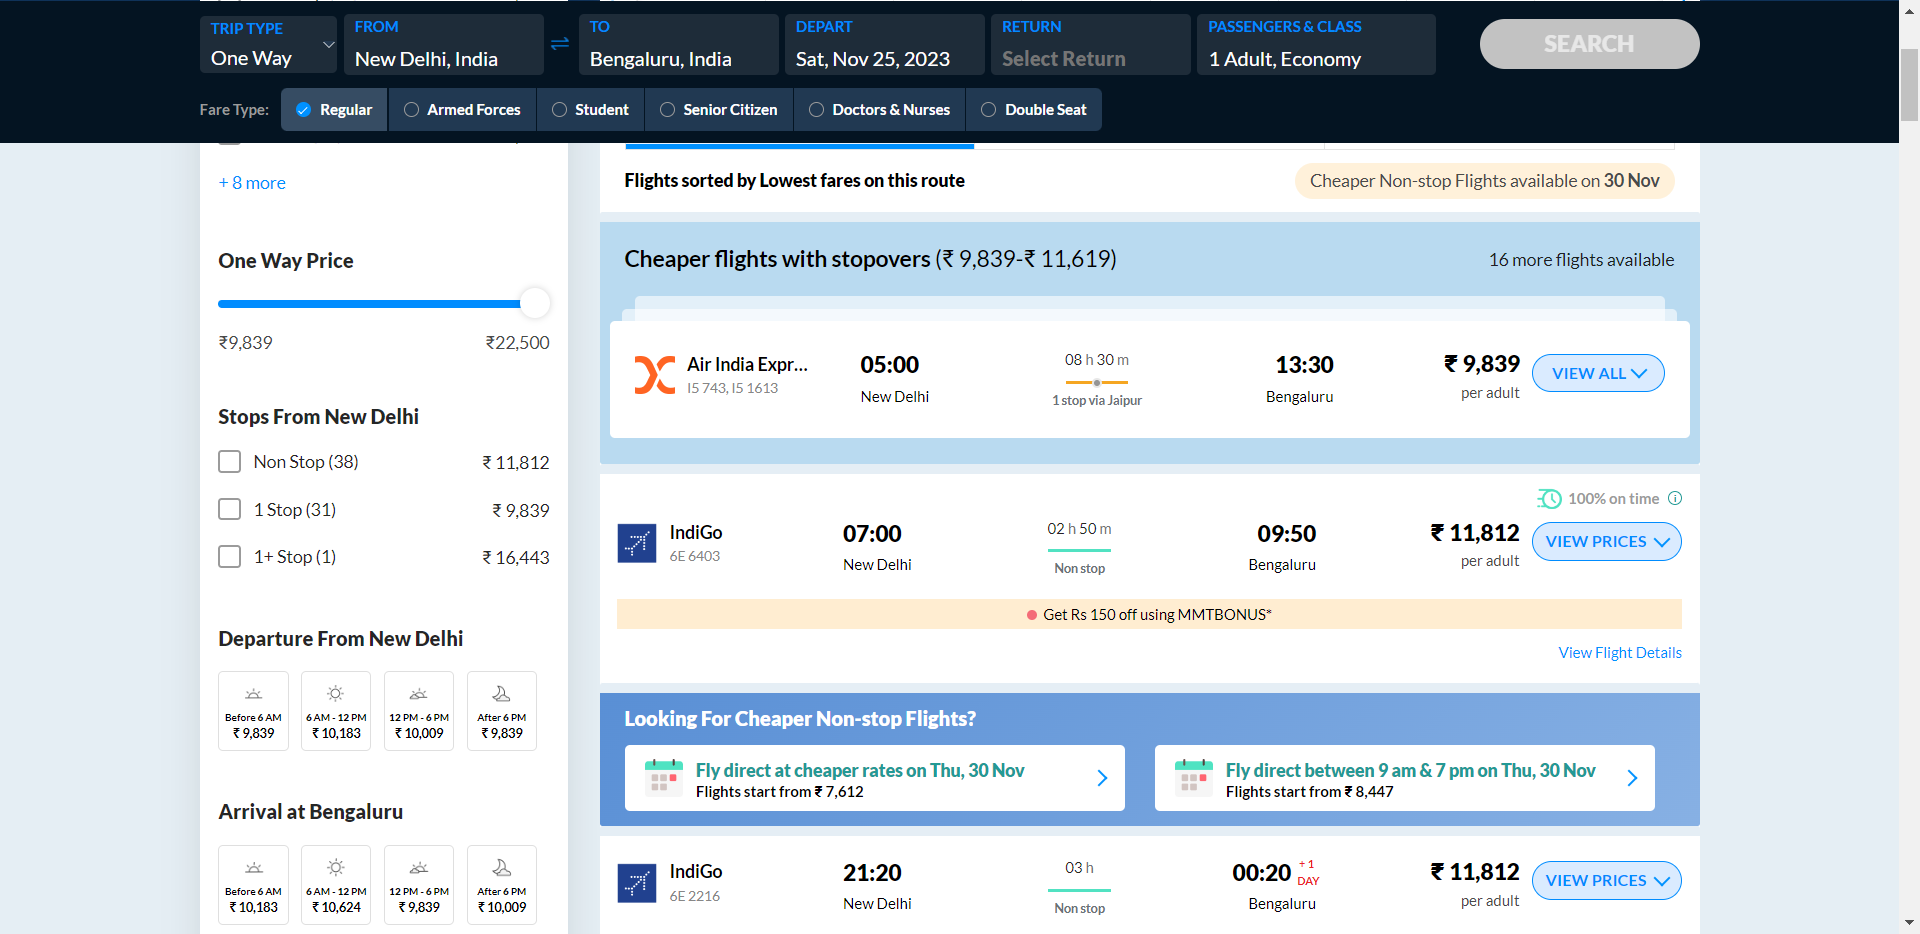 TRIP TYPE
One Way
FROM
New Delhi, India
TO
Bengaluru, India
DEPART
Sat, Nov 25, 2023
RETURN
Select Return
PASSENGERS & CLASS
1 Adult, Economy
SEARCH
Fare Type:
Regular
Armed Forces
Student
Senior Citizen
Doctors & Nurses
Double Seat
+ 8 more
One Way Price
₹9,839
₹22,500
Stops From New Delhi
Non Stop (38)
₹ 11,812
1 Stop (31)
₹ 9,839
1+ Stop (1)
₹ 16,443
Departure From New Delhi
Before 6 AM
₹ 9,839
6 AM - 12 PM
₹ 10,183
12 PM - 6 PM
₹ 10,009
After 6 PM
₹ 9,839
Arrival at Bengaluru
Before 6 AM
₹ 10,183
6 AM - 12 PM
₹ 10,624
12 PM - 6 PM
₹ 9,839
After 6 PM
₹ 10,009
Flights sorted by Lowest fares on this route
Cheaper Non-stop Flights available on 30 Nov
Cheaper flights with stopovers (₹ 9,839-₹ 11,619)
16 more flights available
Air India Expr...
I5 743, I5 1613
05:00
New Delhi
08 h 30 m
1 stop via Jaipur
13:30
Bengaluru
₹ 9,839
per adult
VIEW ALL
100% on time
IndiGo
6E 6403
07:00
New Delhi
02 h 50 m
Non stop
09:50
Bengaluru
₹ 11,812
per adult
VIEW PRICES
Get Rs 150 off using MMTBONUS*
View Flight Details
Looking For Cheaper Non-stop Flights?
Fly direct at cheaper rates on Thu, 30 Nov
Flights start from ₹ 7,612
Fly direct between 9 am & 7 pm on Thu, 30 Nov
Flights start from ₹ 8,447
IndiGo
6E 2216
21:20
New Delhi
03 h
Non stop
00:20
+ 1
DAY
Bengaluru
₹ 11,812
per adult
VIEW PRICES